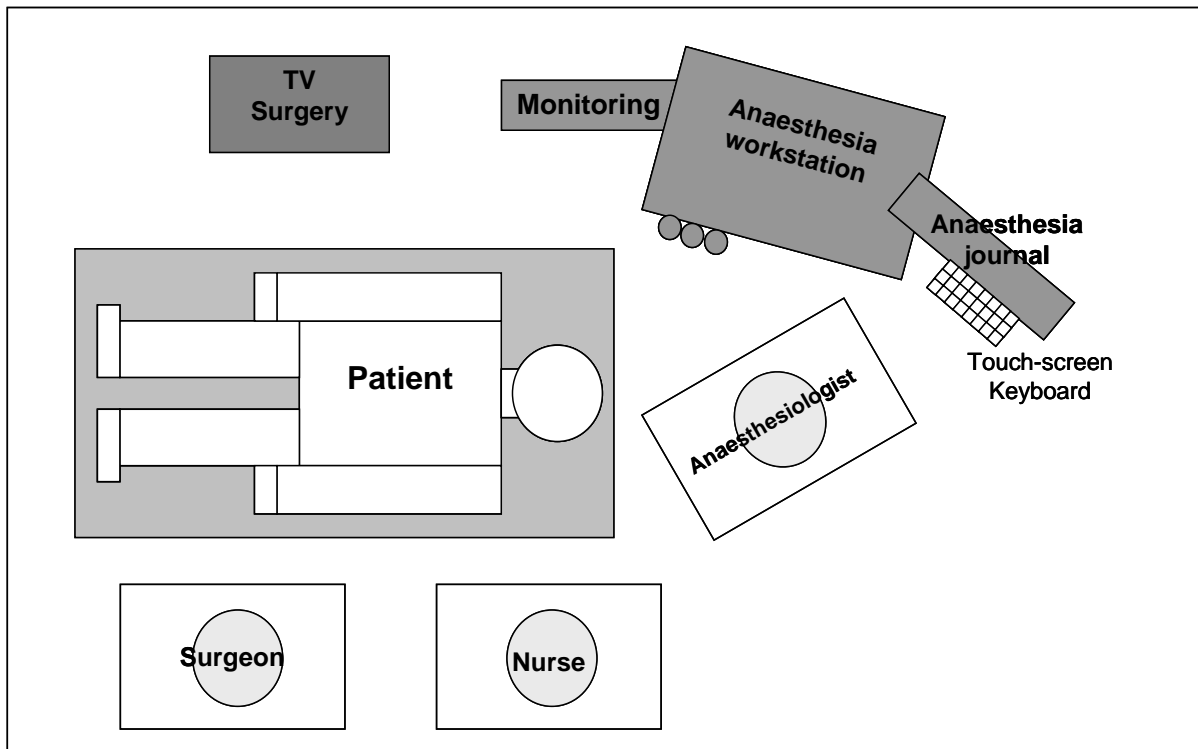 TV
Surgery
Monitoring
Anaesthesia
workstation
Anaesthesia
journal
Touch-screen
Keyboard
Patient
Anaesthesiologist
Surgeon
Nurse